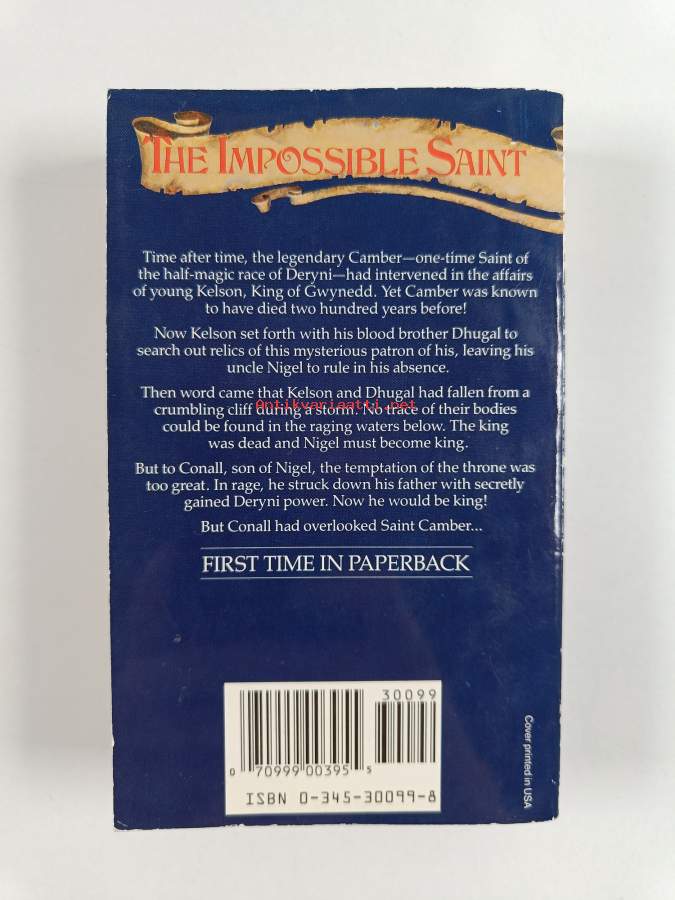 THE IMPOSSIBLE SAINT
Time after time, the legendary Camber—one-time Saint of
the half-magic race of Deryni—had intervened in the affairs
of young Kelson, King of Gwynedd. Yet Camber was known
to have died two hundred years before!
Now Kelson set forth with his blood brother Dhugal to
search out relics of this mysterious patron of his, leaving his
uncle Nigel to rule in his absence.
Then word came that Kelson and Dhugal had fallen from a
crumbling cliff during a storm. No trace of their bodies
Antikvariaatti.net
could be found in the raging waters below. The king
was dead and Nigel must become king.
But to Conall, son of Nigel, the temptation of the throne was
too great. In rage, he struck down his father with secretly
gained Deryni power. Now he would be king!
But Conall had overlooked Saint Camber...
FIRST TIME IN PAPERBACK
30099
0 70999 00395 5
ISBN 0-345-30099-8
Cover printed in USA